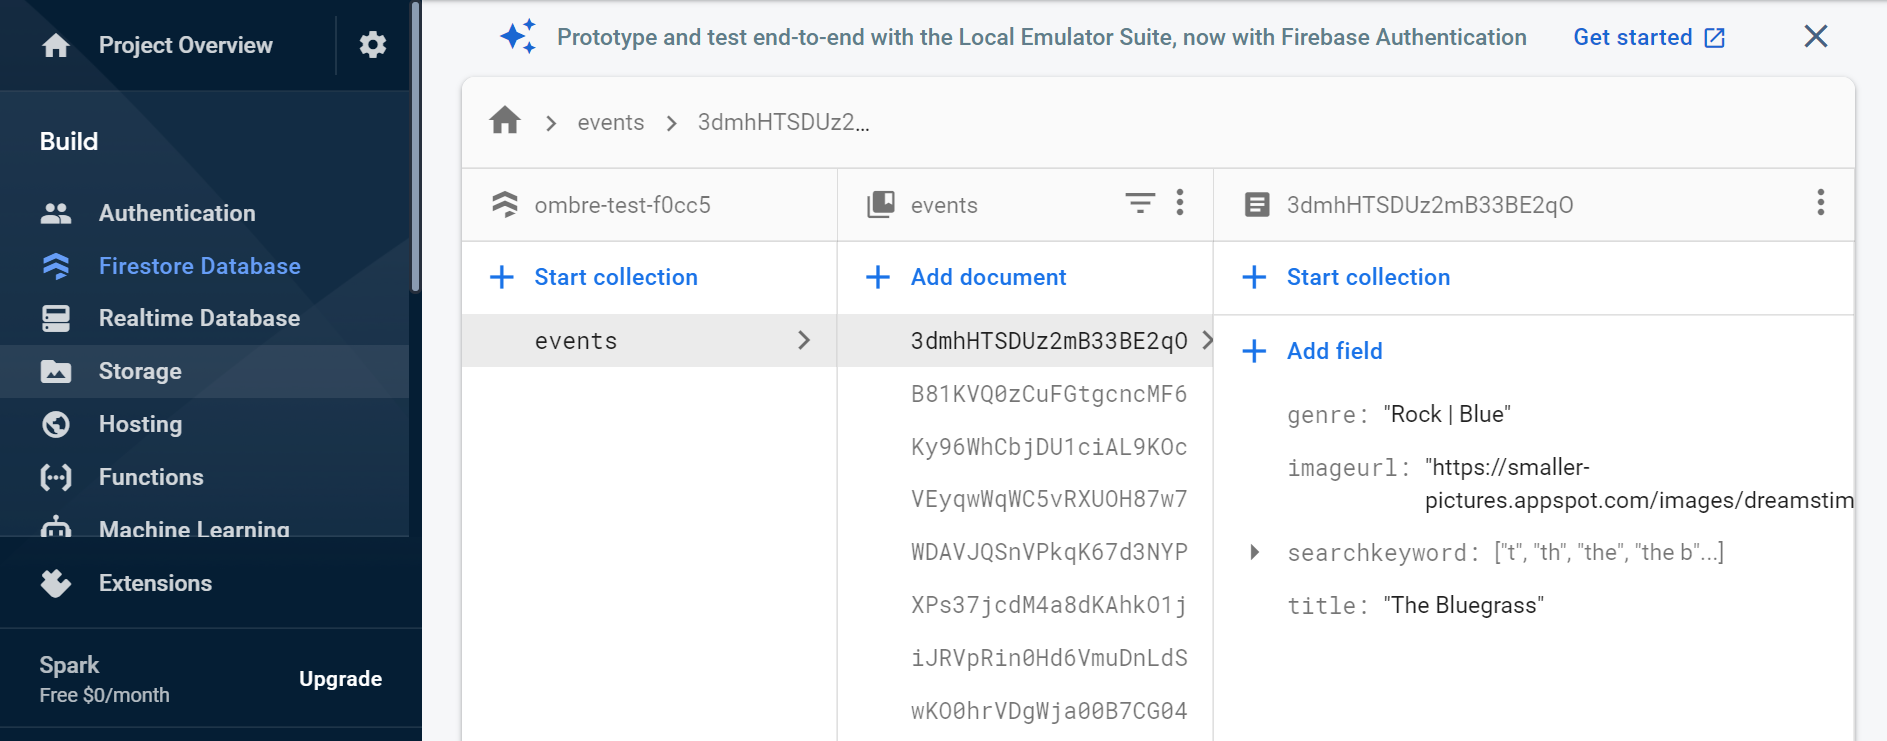 Project Overview
Build
Authentication
Firestore Database
Realtime Database
Storage
Hosting
Functions
Machine Learning
Extensions
Spark
Free $0/month
Upgrade
Prototype and test end-to-end with the Local Emulator Suite, now with Firebase Authentication
Get started
events
3dmhHTSDUz2...
ombre-test-f0cc5
Start collection
events
events
Add document
3dmhHTSDUz2mB33BE2qO
B81KVQ0zCuFGtgcncMF6
Ky96WhCbjDU1ciAL9KOc
VEyqwWqWC5vRXUOH87w7
WDAVJQSnVPkqK67d3NYP
XPs37jcdM4a8dKAhkO1j
iJRVpRin0Hd6VmuDnLdS
wKO0hrVDgWja00B7CG04
3dmhHTSDUz2mB33BE2qO
Start collection
Add field
genre: "Rock | Blue"
imageurl: "https://smaller-
pictures.appspot.com/images/dreamstim
searchkeyword: ["t", "th", "the", "the b"...]
title: "The Bluegrass"